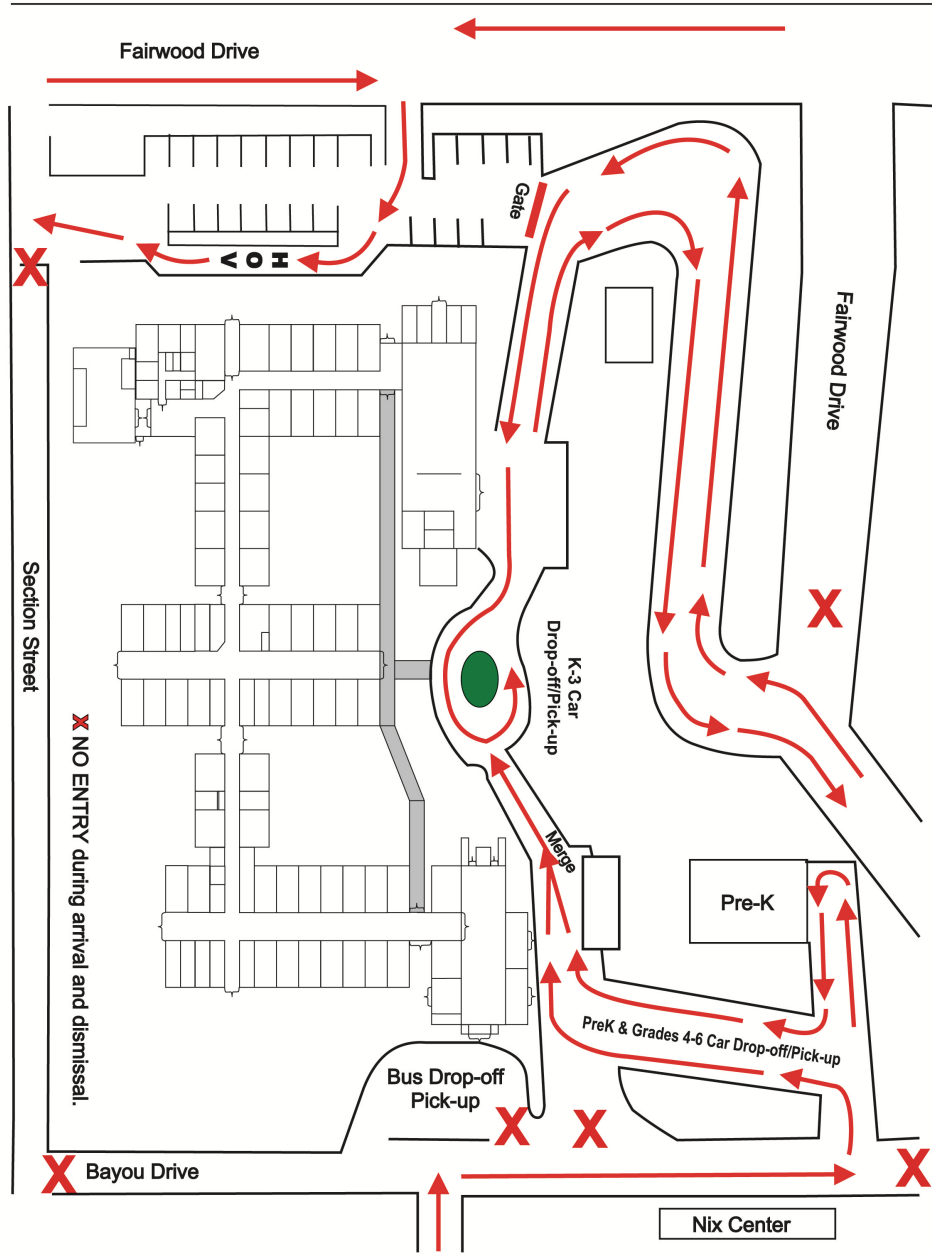 Fairwood Drive
Gate
HOV
Fairwood Drive
Section Street
K-3 Car
Drop-off/Pick-up
X NO ENTRY during arrival and dismissal.
Merge
Pre-K
PreK & Grades 4-6 Car Drop-off/Pick-up
Bus Drop-off
Pick-up
Bayou Drive
Nix Center
X
X
X
X
X
X